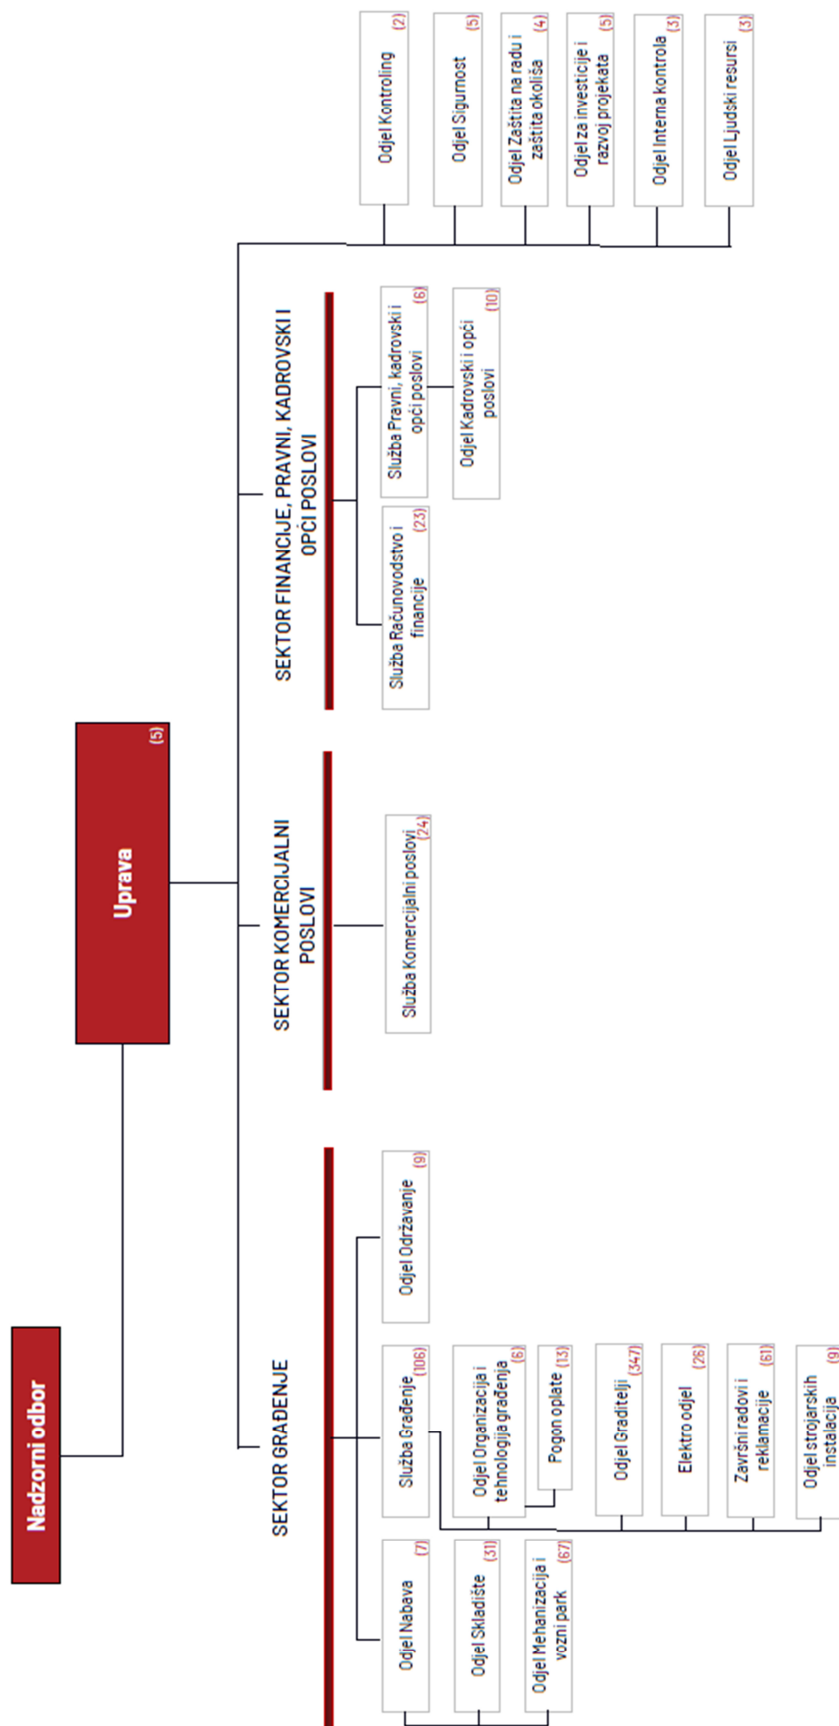 Nadzorni odbor
Uprava
(5)
SEKTOR GRAĐENJE
SEKTOR KOMERCIJALNI
POSLOVI
SEKTOR FINANCIJE, PRAVNI, KADROVSKI I
OPĆI POSLOVI
Odjel Nabava
(7)
Odjel Skladište
(31)
Odjel Mehanizacija i
vozni park
(67)
Služba Građenje
(106)
Odjel Organizacija i
tehnologija građenja
(6)
Pogon oplate
(13)
Odjel Graditelji
(347)
Elektro odjel
(26)
Završni radovi i
reklamacije
(61)
Odjel strojarskih
instalacija
(9)
Odjel Održavanje
(9)
Služba Komercijalni poslovi
(24)
Služba Računovodstvo i
financije
(23)
Služba Pravni, kadrovski i
opći poslovi
(6)
Odjel Kadrovski i opći
poslovi
(10)
Odjel Kontroling
(2)
Odjel Sigurnost
(5)
Odjel Zaštita na radu i
zaštita okoliša
(4)
Odjel za investicije i
razvoj projekata
(5)
Odjel Interna kontrola
(3)
Odjel Ljudski resursi
(3)